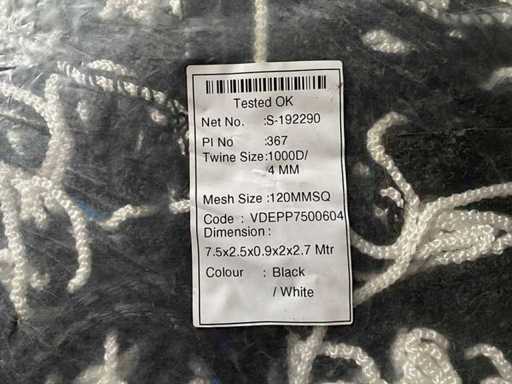 Tested OK
Net No. :S-192290
PI No :367
Twine Size:1000D/
4 MM
Mesh Size :120MMSQ
Code : VDEPP7500604
Dimension :
7.5x2.5x0.9x2x2.7 Mtr
Colour : Black
/ White